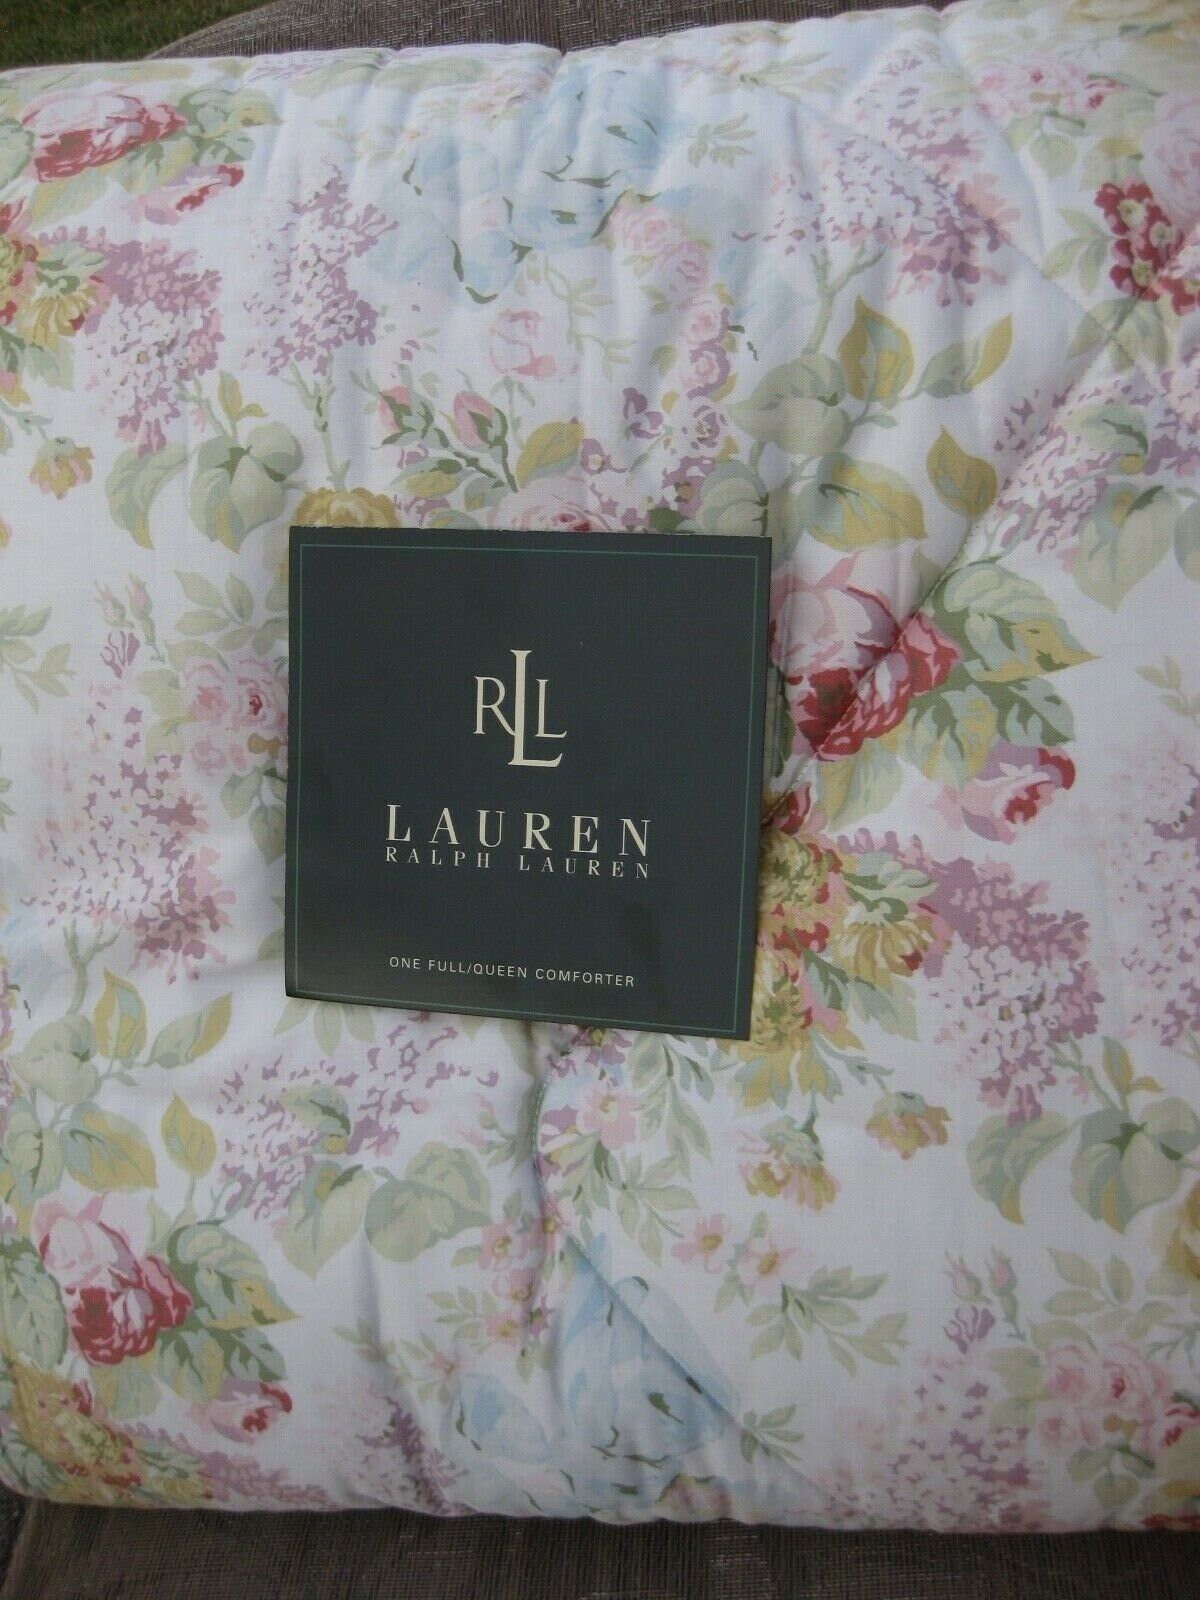 RLL
LAUREN
RALPH LAUREN
ONE FULL/QUEEN COMFORTER